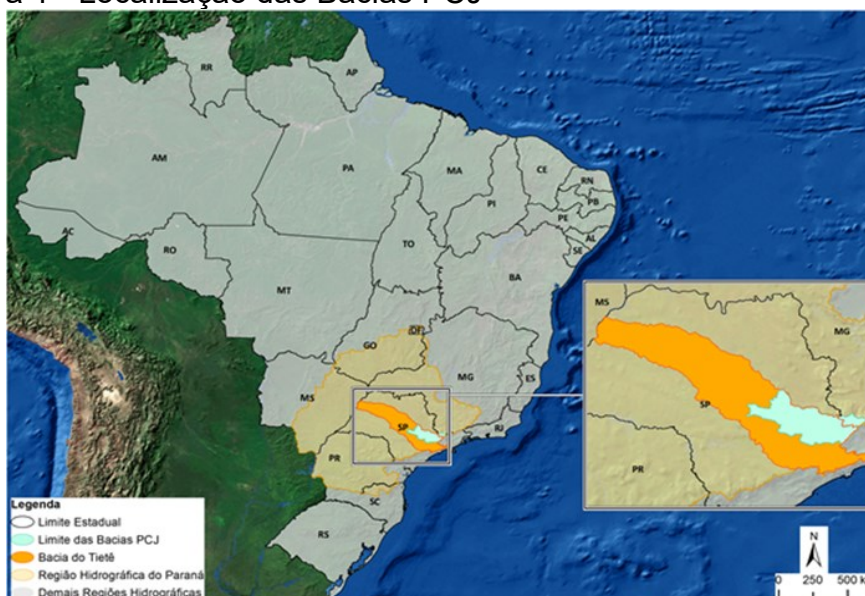 a 1 - Localização das Bacias PCJ
RR
AP
AM
PA
MA
CE
RN
PI
PB
PE
AC
AL
TO
SE
RO
BA
MT
DF
GO
MG
MS
ES
SP
RJ
PR
SC
RS
MS
MG
SP
PR
Legenda
Limite Estadual
Limite das Bacias PCJ
Bacia do Tietê
Região Hidrográfica do Paraná
Demais Regiões Hidrográficas
N
0 250 500 k